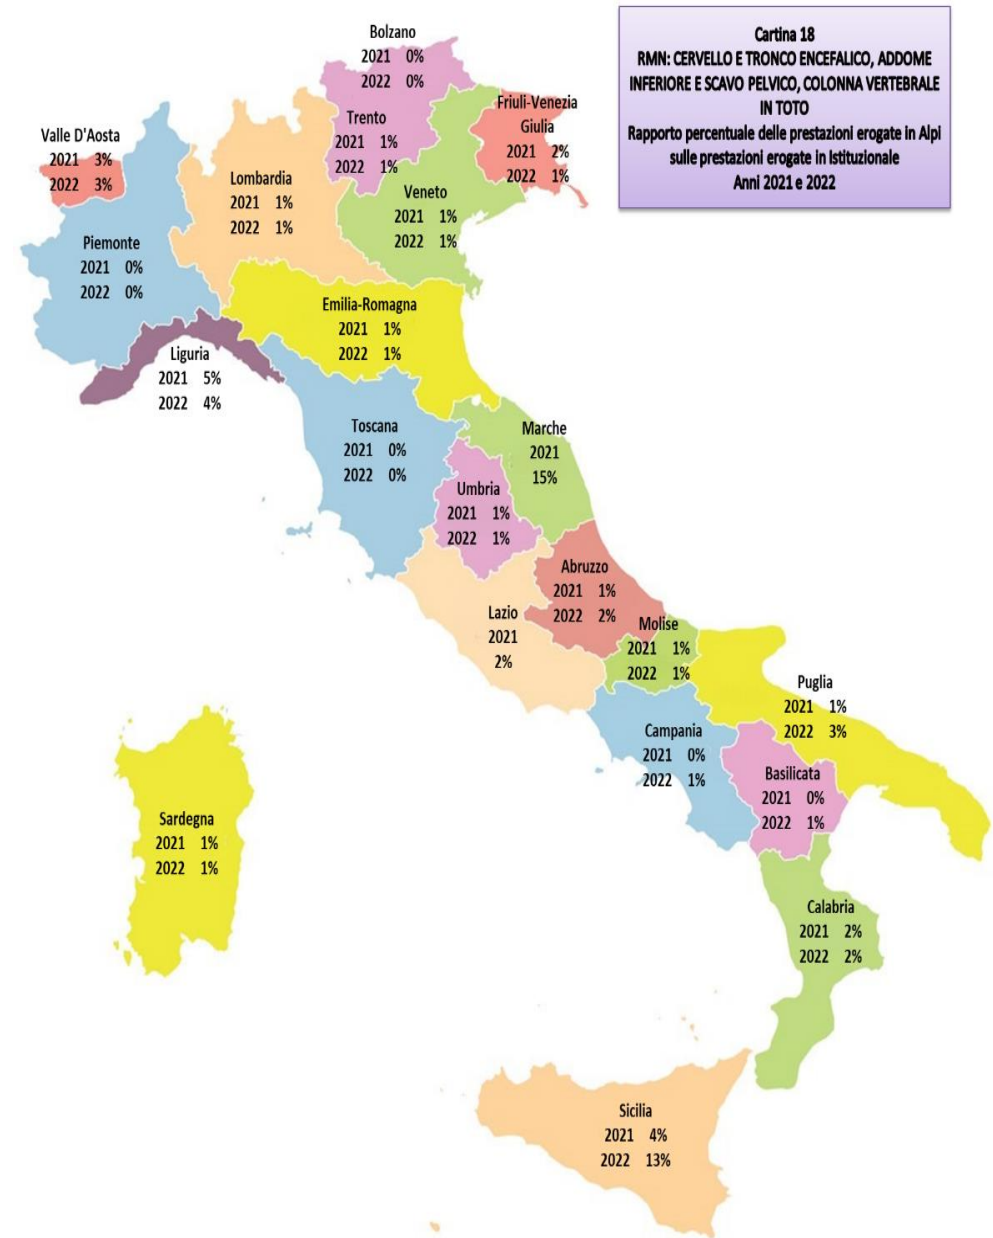 Cartina 18
RMN: CERVELLO E TRONCO ENCEFALICO, ADDOME
INFERIORE E SCAVO PELVICO, COLONNA VERTEBRALE
IN TOTO
Rapporto percentuale delle prestazioni erogate in Alpi
sulle prestazioni erogate in Istituzionale
Anni 2021 e 2022
Bolzano
2021 0%
2022 0%
Trento
2021 1%
2022 1%
Friuli-Venezia
Giulia
2021 2%
2022 1%
Valle D'Aosta
2021 3%
2022 3%
Lombardia
2021 1%
2022 1%
Veneto
2021 1%
2022 1%
Piemonte
2021 0%
2022 0%
Emilia-Romagna
2021 1%
2022 1%
Liguria
2021 5%
2022 4%
Toscana
2021 0%
2022 0%
Marche
2021
15%
Umbria
2021 1%
2022 1%
Abruzzo
2021 1%
2022 2%
Lazio
2021
2%
Molise
2021 1%
2022 1%
Puglia
2021 1%
2022 3%
Campania
2021 0%
2022 1%
Basilicata
2021 0%
2022 1%
Sardegna
2021 1%
2022 1%
Calabria
2021 2%
2022 2%
Sicilia
2021 4%
2022 13%